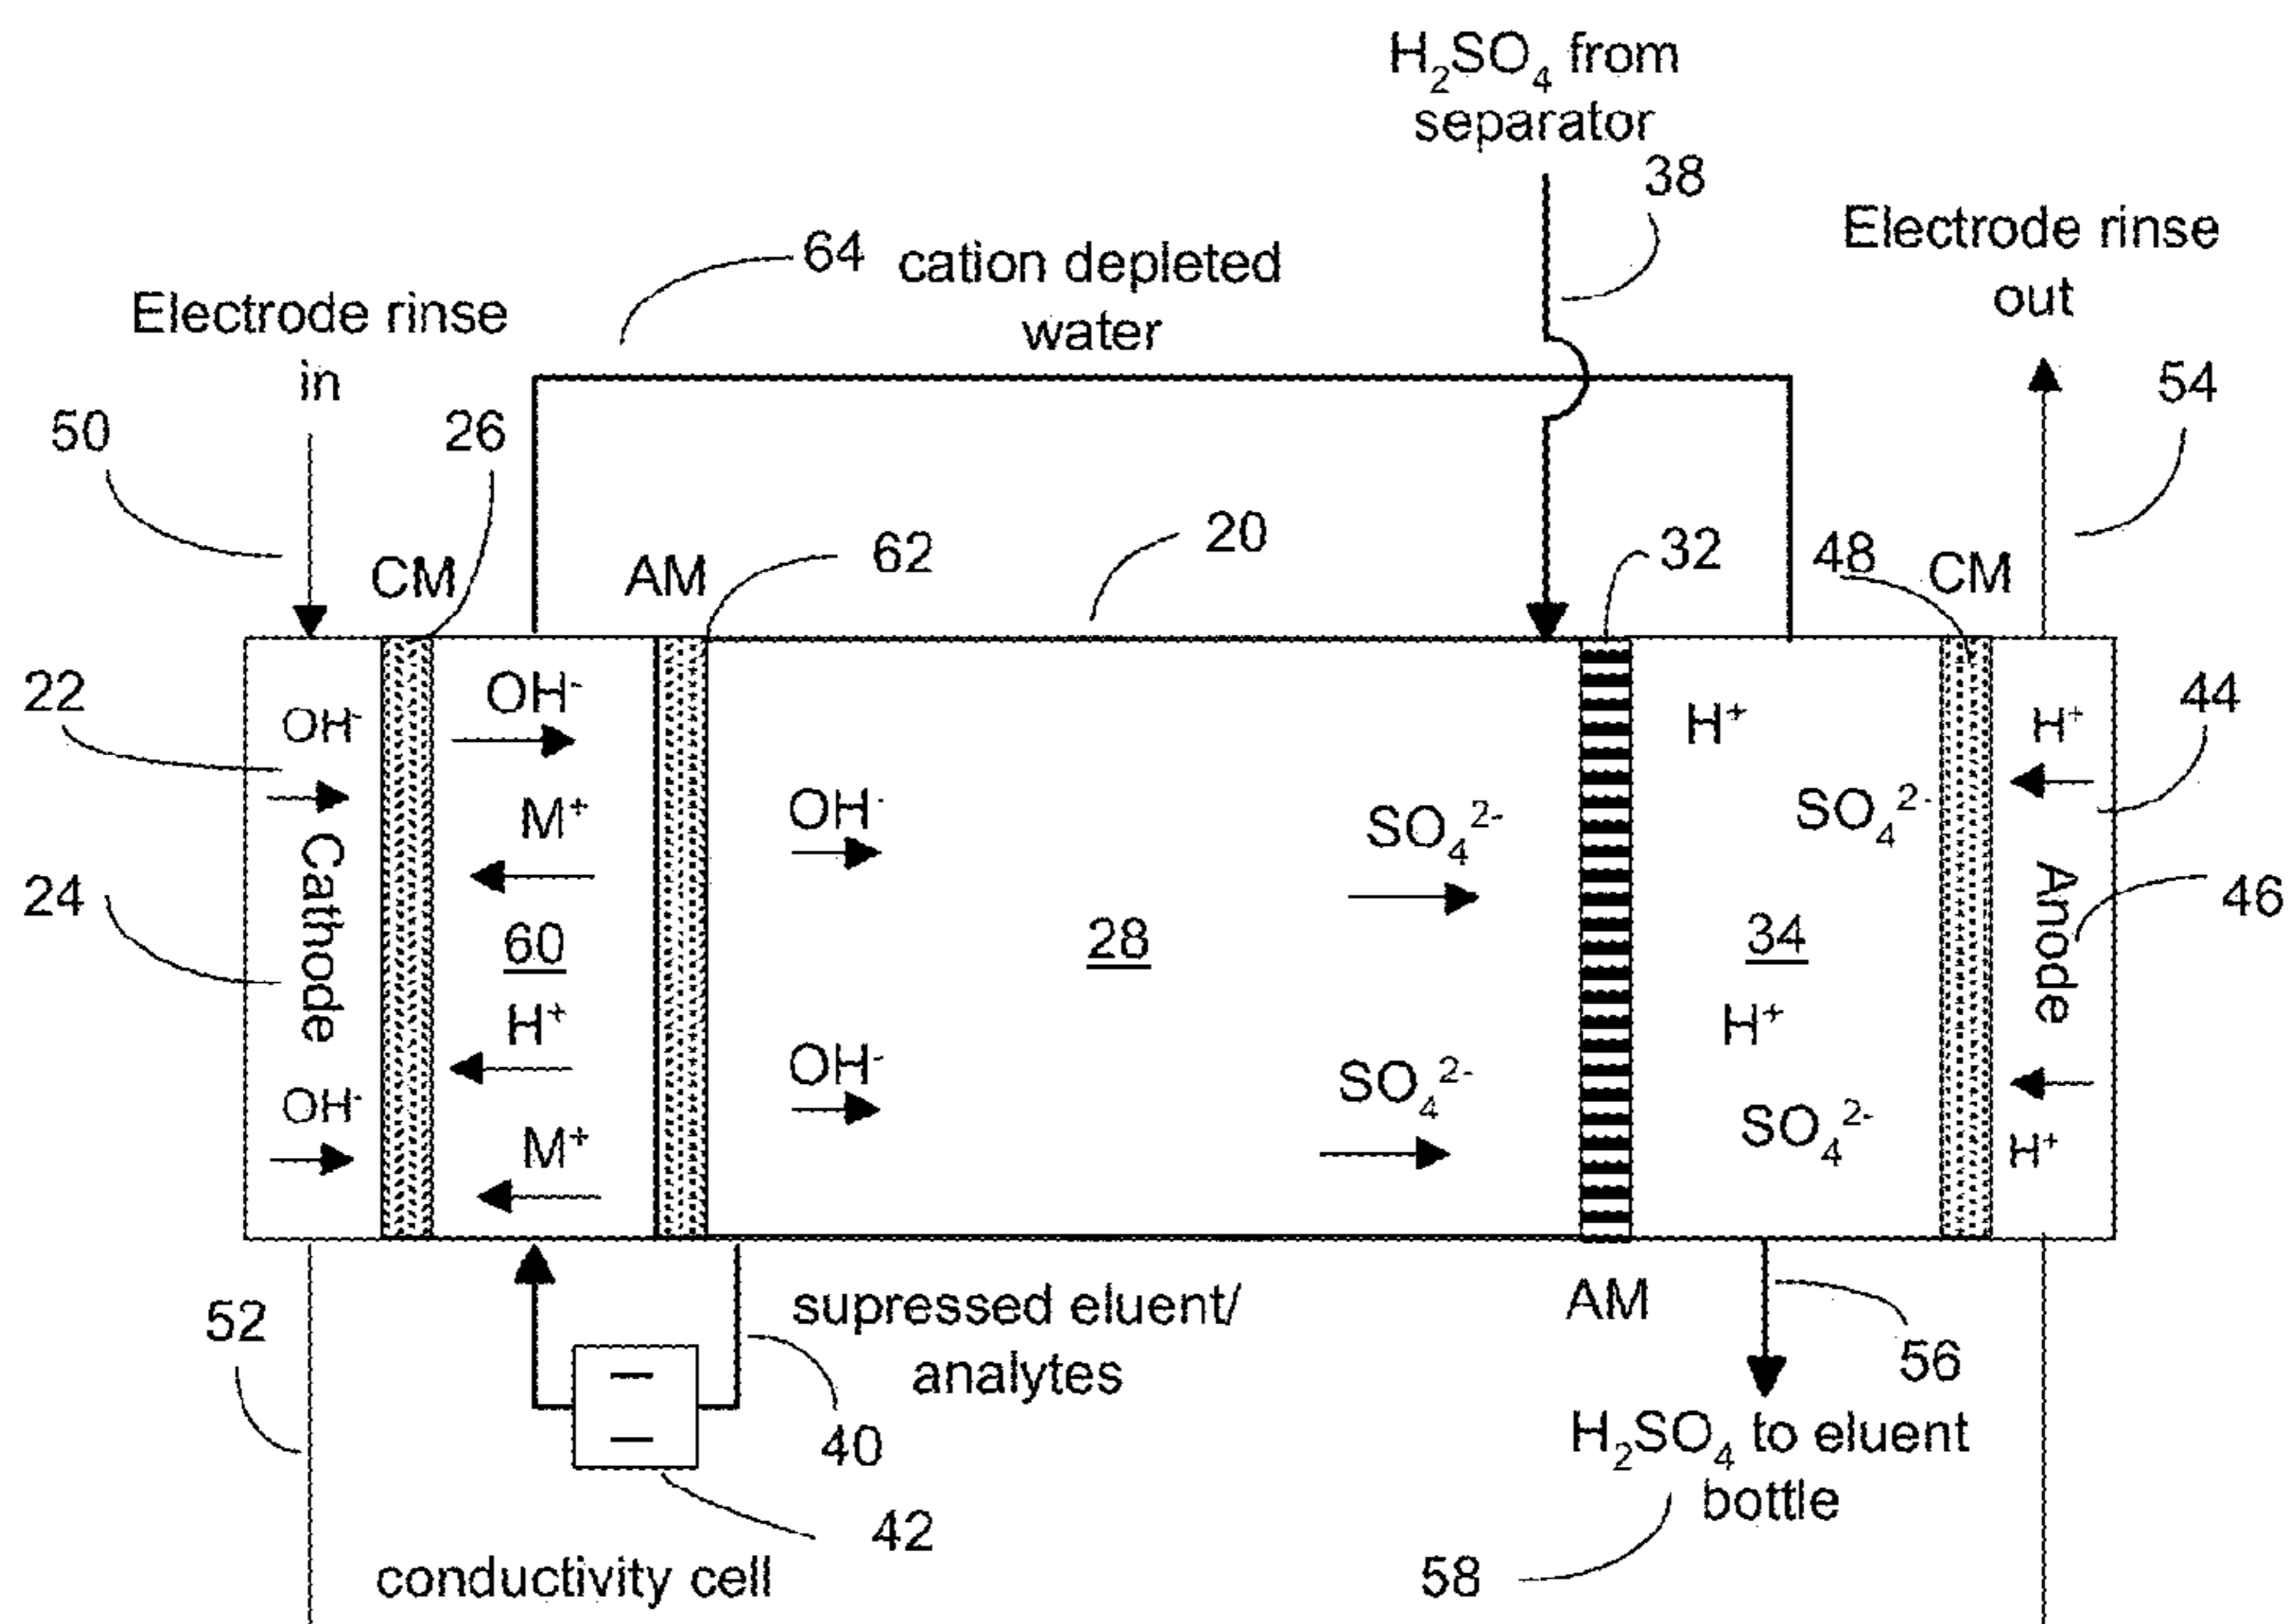 H₂SO₄ from
separator
38
Electrode rinse
out
64
cation depleted
water
Electrode rinse
in
54
50
26
20
62
32
48
CM
AM
CM
22
OH⁻
OH⁻
H⁺
H⁺
44
M⁺
OH⁻
SO₄²⁻
SO₄²⁻
24
Cathode
60
28
34
Anode
46
H⁺
H⁺
OH⁻
SO₄²⁻
OH⁻
M⁺
SO₄²⁻
H⁺
52
supressed eluent/
analytes
AM
56
40
H₂SO₄ to eluent
bottle
42
conductivity cell
58